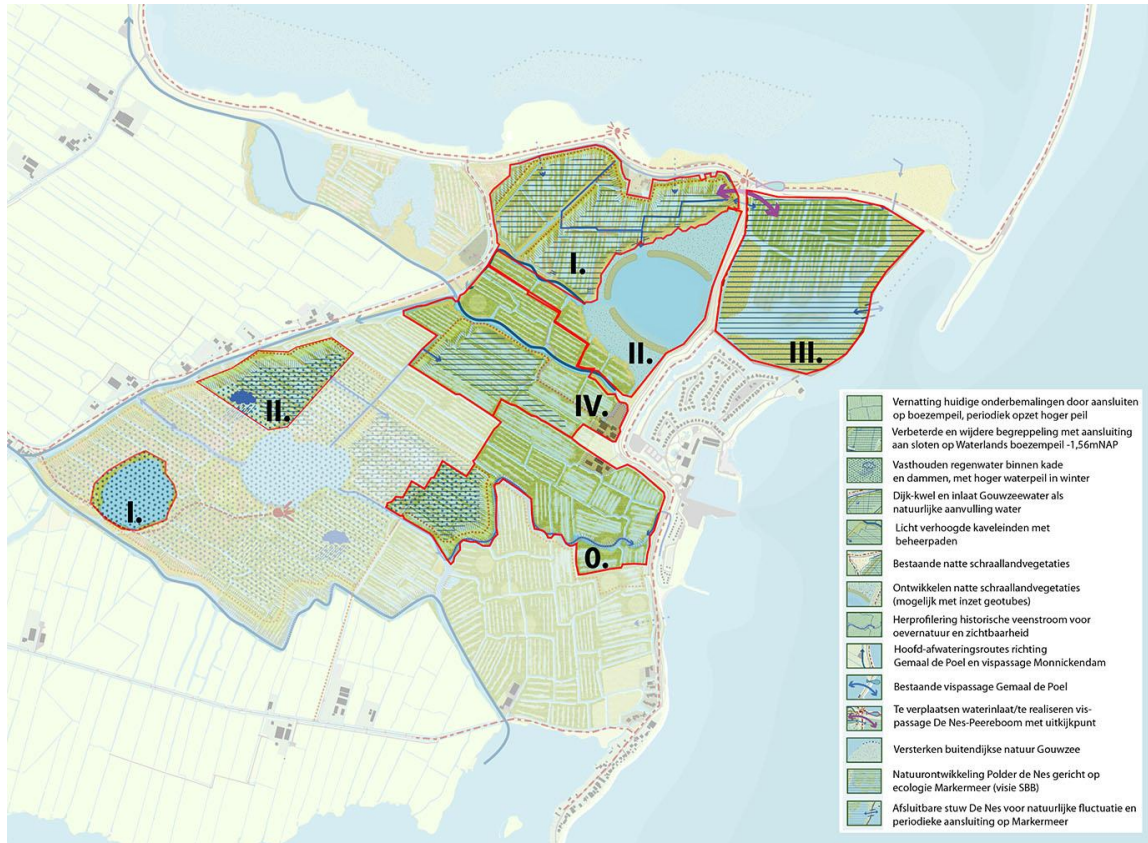 I.
II.
III.
II.
IV.
I.
0.
Vernatting huidige onderbemalingen door aansluiten
op boezempeil, periodiek opzet hoger peil
Verbeterde en wijdere begreppeling met aansluiting
aan sloten op Waterlands boezempeil -1,56mNAP
Vasthouden regenwater binnen kade
en dammen, met hoger waterpeil in winter
Dijk-kwel en inlaat Gouwzeewater als
natuurlijke aanvulling water
Licht verhoogde kaveleinden met
beheerpaden
Bestaande natte schraallandvegetaties
Ontwikkelen natte schraallandvegetaties
(mogelijk met inzet geotubes)
Herprofilering historische veenstroom voor
oevernatuur en zichtbaarheid
Hoofd-afwateringsroutes richting
Gemaal de Poel en vispassage Monnickendam
Bestaande vispassage Gemaal de Poel
Te verplaatsen waterinlaat/te realiseren vis-
passage De Nes-Peereboom met uitkijkpunt
Versterken buitendijkse natuur Gouwzee
Natuurontwikkeling Polder de Nes gericht op
ecologie Markermeer (visie SBB)
Afsluitbare stuw De Nes voor natuurlijke fluctuatie en
periodieke aansluiting op Markermeer